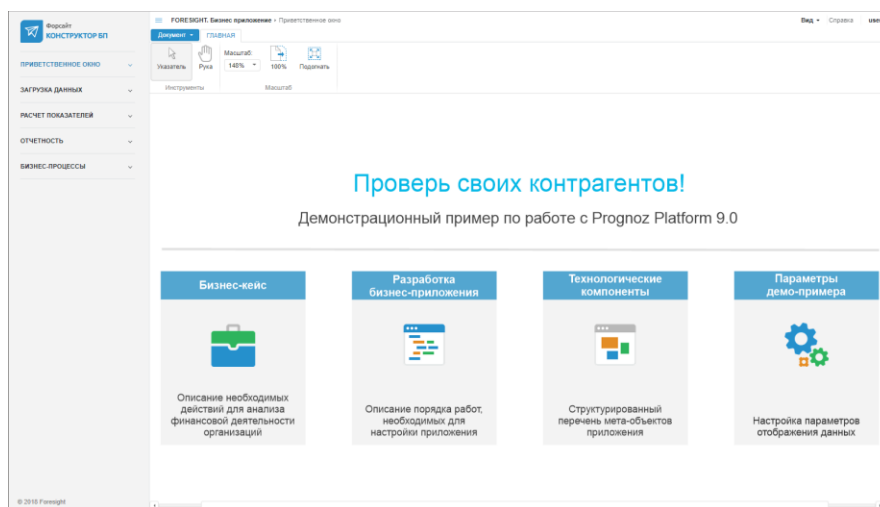 Форсайт
КОНСТРУКТОР БП
ПРИВЕТСТВЕННОЕ ОКНО
ЗАГРУЗКА ДАННЫХ
РАСЧЕТ ПОКАЗАТЕЛЕЙ
ОТЧЕТНОСТЬ
БИЗНЕС-ПРОЦЕССЫ
© 2018 Foresight
FORESIGHT. Бизнес приложение › Приветственное окно
Вид
Справка
user
Документ
ГЛАВНАЯ
Указатель
Рука
Масштаб:
148%
100%
Подогнать
Инструменты
Масштаб
Проверь своих контрагентов!
Демонстрационный пример по работе с Prognoz Platform 9.0
Бизнес-кейс
Описание необходимых
действий для анализа
финансовой деятельности
организаций
Разработка
бизнес-приложения
Описание порядка работ,
необходимых для
настройки приложения
Технологические
компоненты
Структурированный
перечень мета-объектов
приложения
Параметры
демо-примера
Настройка параметров
отображения данных